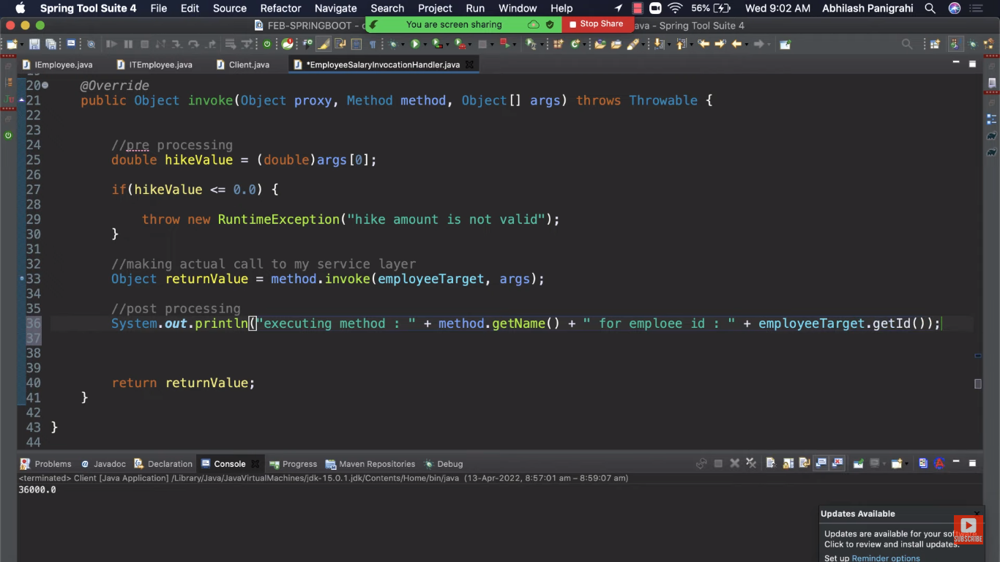 Spring Tool Suite 4 File Edit Source Refactor Navigate Search Project Run Window Help 56% Wed 9:02 AM Abhilash Panigrahi
FEB-SPRINGBOOT - You are screen sharing Stop Share ava - Spring Tool Suite 4
IEmployee.java ITEmployee.java Client.java *EmployeeSalaryInvocationHandler.java
20 @Override
21 public Object invoke(Object proxy, Method method, Object[] args) throws Throwable {
22
23
24 //pre processing
25 double hikeValue = (double)args[0];
26
27 if(hikeValue <= 0.0) {
28
29 throw new RuntimeException("hike amount is not valid");
30 }
31
32 //making actual call to my service layer
33 Object returnValue = method.invoke(employeeTarget, args);
34
35 //post processing
36 System.out.println("executing method : " + method.getName() + " for emploee id : " + employeeTarget.getId());
37
38
39
40 return returnValue;
41 }
42
43 }
44
Problems Javadoc Declaration Console Progress Maven Repositories Debug
<terminated> Client [Java Application] /Library/Java/JavaVirtualMachines/jdk-15.0.1.jdk/Contents/Home/bin/java (13-Apr-2022, 8:57:01 am – 8:59:07 am)
36000.0
Updates Available
Updates are available for your software.
Click to review and install updates.
Set up Reminder options
SUBSCRIBE